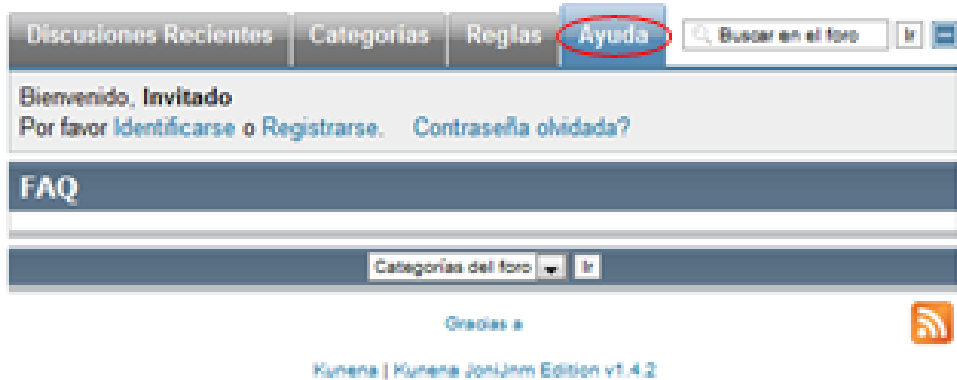 Discusiones Recientes Categorias Reglas Ayuda Buscar en el foro Ir
Bienvenido, Invitado
Por favor Identificarse o Registrarse. Contraseña olvidada?
FAQ
Categorías del foro Ir
Gracias a
Kunena | Kunena JoniJnm Edition v1.4.2